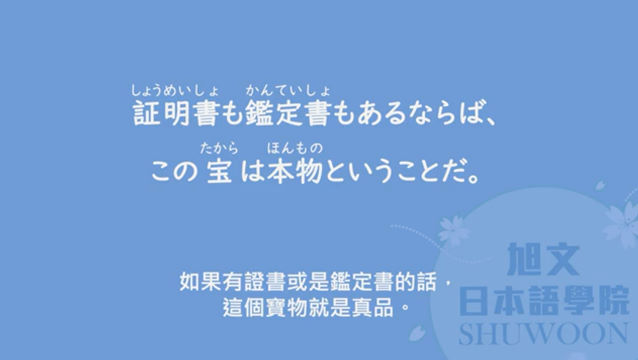 しょうめいしょ かんていしょ
証明書も鑑定書もあるならば、
たから ほんもの
この宝は本物ということだ。
如果有證書或是鑑定書的話，
這個寶物就是真品。
旭文
日本語學院
SHUWOON